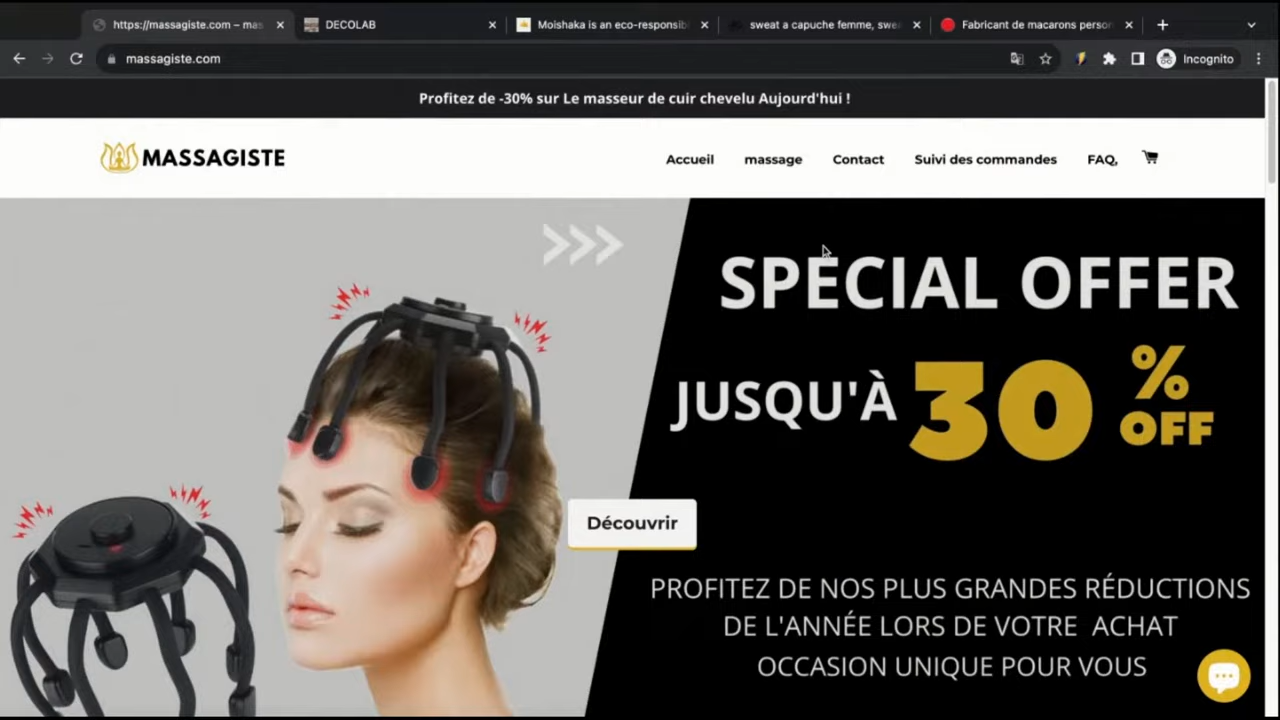 https://massagiste.com – mas
DECOLAB
Moishaka is an eco-responsib
sweat a capuche femme, swe
Fabricant de macarons person
massagiste.com
Incognito
Profitez de -30% sur Le masseur de cuir chevelu Aujourd'hui !
MASSAGISTE
Accueil
massage
Contact
Suivi des commandes
FAQ,
SPECIAL OFFER
JUSQU'À 30 % OFF
Découvrir
PROFITEZ DE NOS PLUS GRANDES RÉDUCTIONS
DE L'ANNÉE LORS DE VOTRE ACHAT
OCCASION UNIQUE POUR VOUS